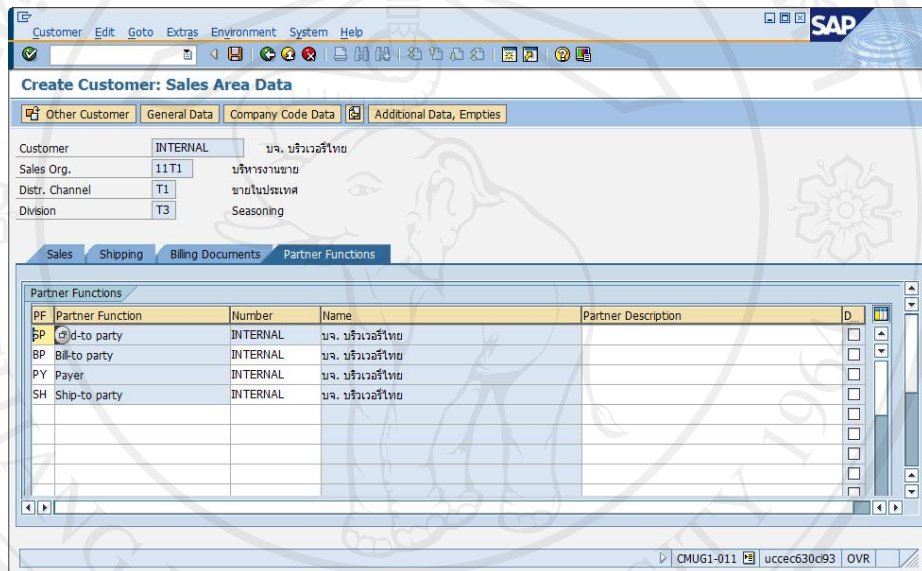 Customer Edit Goto Extras Environment System Help
SAP
Create Customer: Sales Area Data
Other Customer General Data Company Code Data Additional Data, Empties
Customer INTERNAL บจ. บริวเวอรี่ไทย
Sales Org. 11T1 บริหารงานขาย
Distr. Channel T1 ขายในประเทศ
Division T3 Seasoning
Sales Shipping Billing Documents Partner Functions
Partner Functions
PF Partner Function Number Name Partner Description D...
SP d-to party INTERNAL บจ. บริวเวอรี่ไทย
BP Bill-to party INTERNAL บจ. บริวเวอรี่ไทย
PY Payer INTERNAL บจ. บริวเวอรี่ไทย
SH Ship-to party INTERNAL บจ. บริวเวอรี่ไทย
CMUG1-011 uccec630ci93 OVR